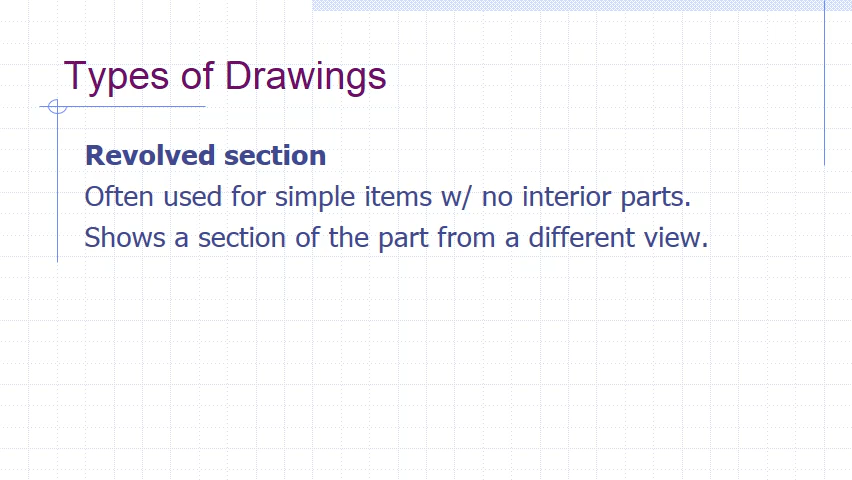 Types of Drawings
Revolved section
Often used for simple items w/ no interior parts.
Shows a section of the part from a different view.